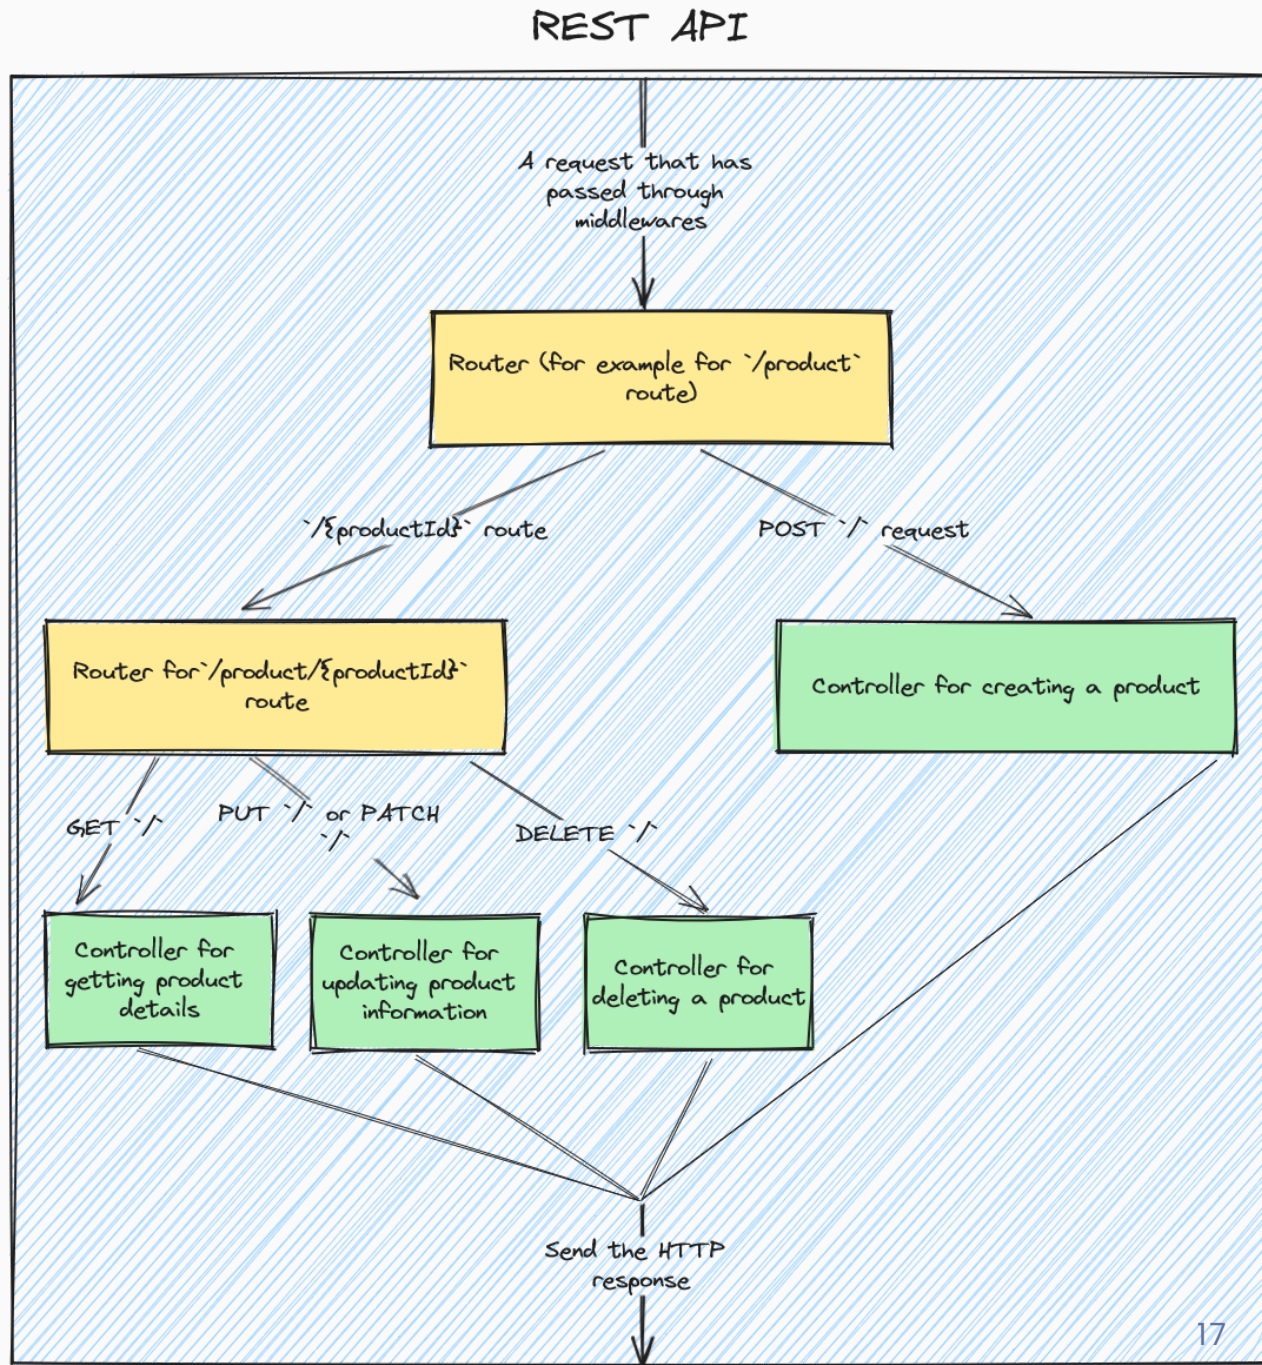 REST API
A request that has
passed through
middlewares
Router (for example for `/product`
route)
`/{productId}` route
POST `/` request
Router for`/product/{productId}`
route
Controller for creating a product
GET `/`
PUT `/` or PATCH
`/`
DELETE `/`
Controller for
getting product
details
Controller for
updating product
information
Controller for
deleting a product
Send the HTTP
response
17